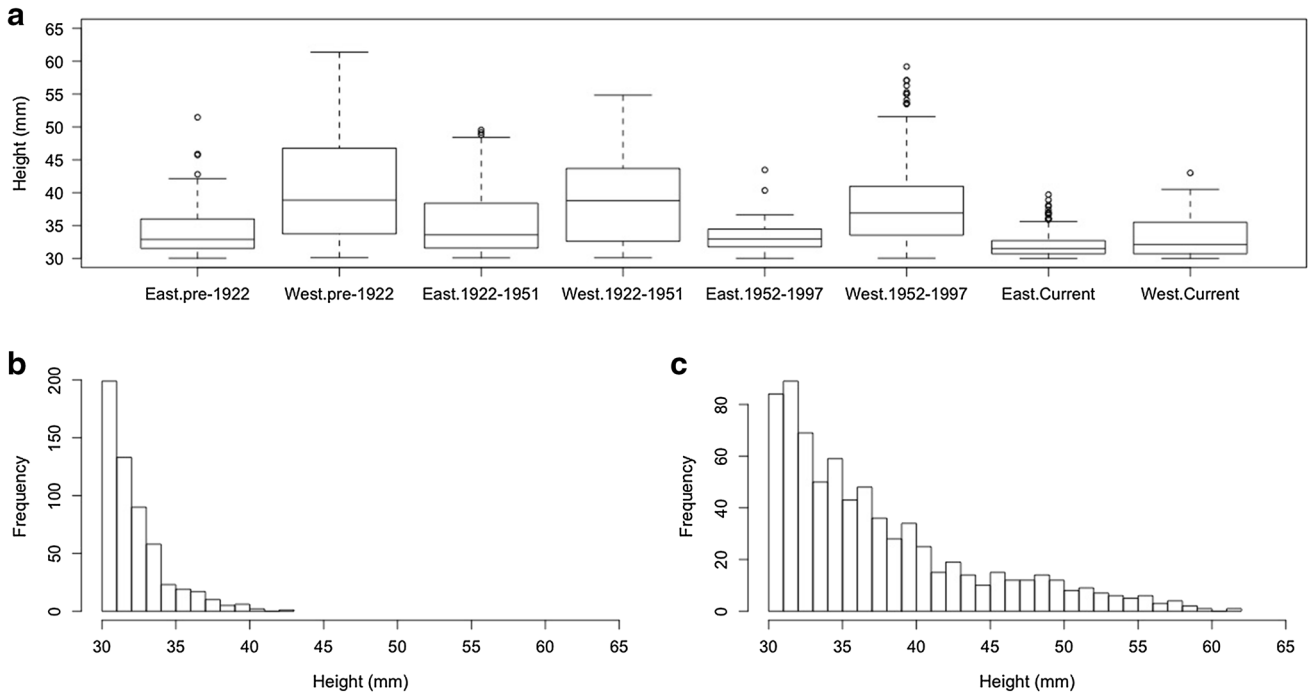 a
Height (mm)
65
60
55
50
45
40
35
30
East.pre-1922 West.pre-1922 East.1922-1951 West.1922-1951 East.1952-1997 West.1952-1997 East.Current West.Current
b
Frequency
200
150
100
50
0
30 35 40 45 50 55 60 65
Height (mm)
c
Frequency
80
60
40
20
0
30 35 40 45 50 55 60 65
Height (mm)